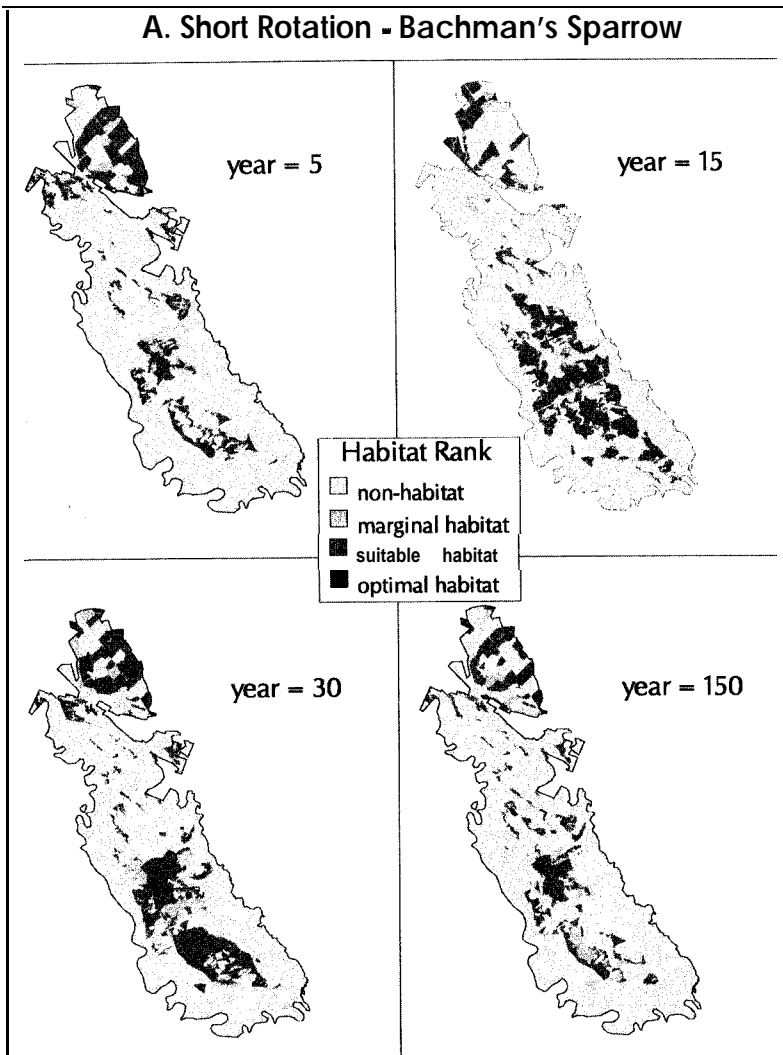 A. Short Rotation - Bachman's Sparrow
year = 5
year = 15
Habitat Rank
non-habitat
marginal habitat
suitable habitat
optimal habitat
year = 30
year = 150